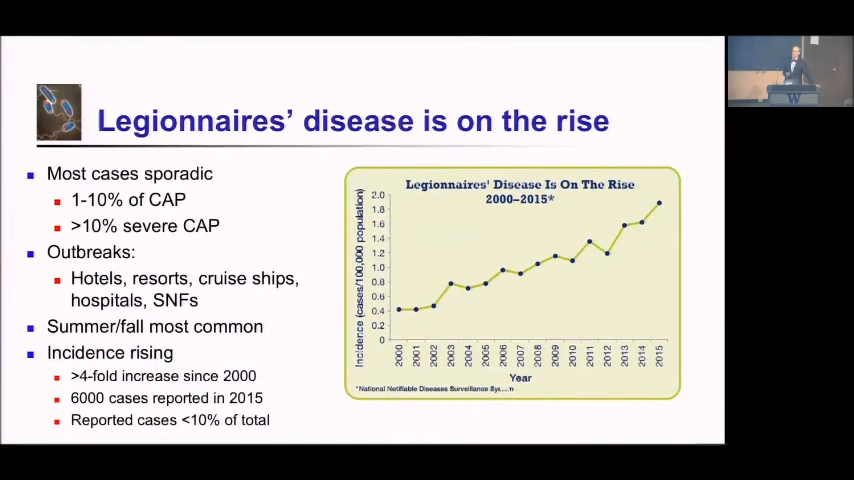 Legionnaires' disease is on the rise
Most cases sporadic
1-10% of CAP
>10% severe CAP
Outbreaks:
Hotels, resorts, cruise ships,
hospitals, SNFs
Summer/fall most common
Incidence rising
>4-fold increase since 2000
6000 cases reported in 2015
Reported cases <10% of total
Legionnaires' Disease Is On The Rise
2000–2015*
Incidence (cases/100,000 population)
2.0
1.8
1.6
1.4
1.2
1.0
0.8
0.6
0.4
0.2
0
2000 2001 2002 2003 2004 2005 2006 2007 2008 2009 2010 2011 2012 2013 2014 2015
Year
*National Notifiable Diseases Surveillance
W